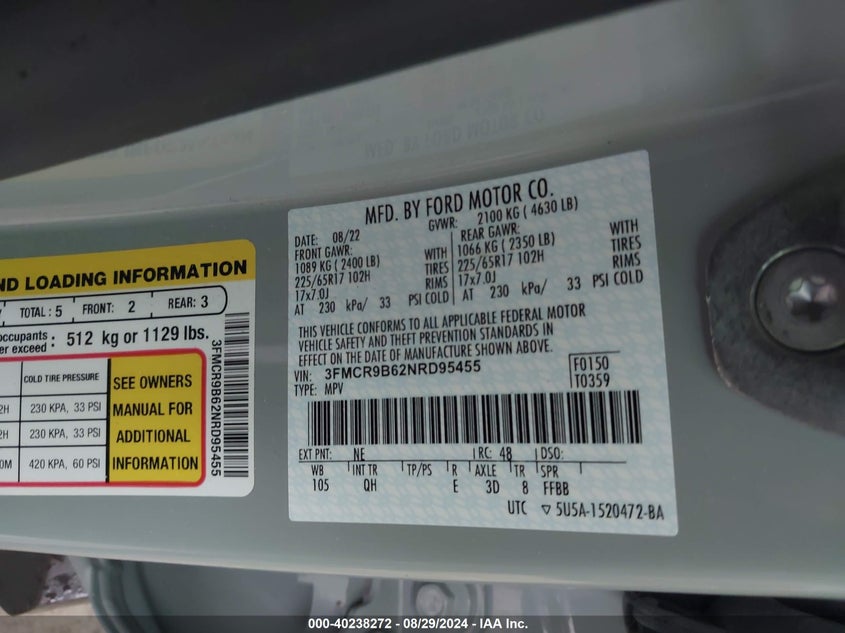 MFD. BY FORD MOTOR CO.
DATE: 08/22 GVWR: 2100 KG ( 4630 LB)
FRONT GAWR: REAR GAWR:
1089 KG ( 2400 LB) WITH 1066 KG ( 2350 LB) WITH
225/65R17 102H TIRES 225/65R17 102H TIRES
17x7.0J RIMS 17x7.0J RIMS
AT 230 kPa/ 33 PSI COLD AT 230 kPa/ 33 PSI COLD
THIS VEHICLE CONFORMS TO ALL APPLICABLE FEDERAL MOTOR
VEHICLE SAFETY AND THEFT PREVENTION STANDARDS IN
EFFECT ON THE DATE OF MANUFACTURE SHOWN ABOVE.
VIN: 3FMCR9B62NRD95455 F0150
TYPE: MPV T0359
EXT PNT: NE RC: 48 DSO:
WB INT TR TP/PS R AXLE TR SPR
105 QH E 3D 8 FFBB
UTC ▽ 5U5A-1520472-BA
ND LOADING INFORMATION
TOTAL : 5 FRONT: 2 REAR: 3
occupants
er exceed : 512 kg or 1129 lbs.
COLD TIRE PRESSURE
2H 230 KPA, 33 PSI
2H 230 KPA, 33 PSI
0M 420 KPA, 60 PSI
SEE OWNERS
MANUAL FOR
ADDITIONAL
INFORMATION
3FMCR9B62NRD95455
000-40238272 - 08/29/2024 - IAA Inc.